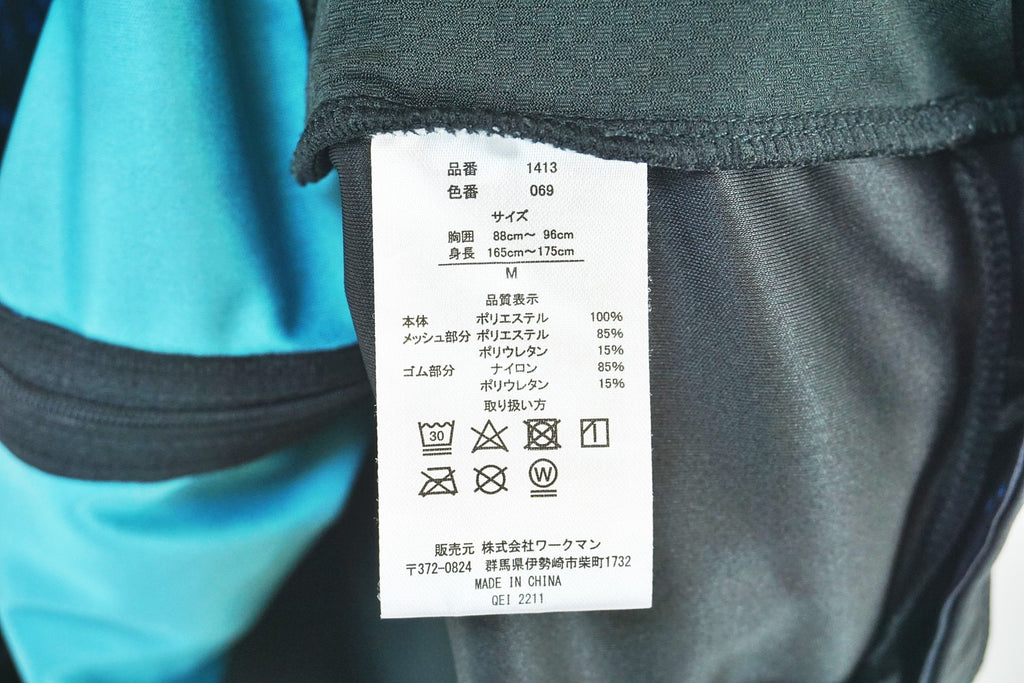 品番 1413
色番 069
サイズ
胸囲 88cm～ 96cm
身長 165cm～175cm
M
品質表示
本体 ポリエステル 100%
メッシュ部分 ポリエステル 85%
ポリウレタン 15%
ゴム部分 ナイロン 85%
ポリウレタン 15%
取り扱い方
30
W
販売元 株式会社ワークマン
〒372-0824 群馬県伊勢崎市柴町1732
MADE IN CHINA
QEI 2211